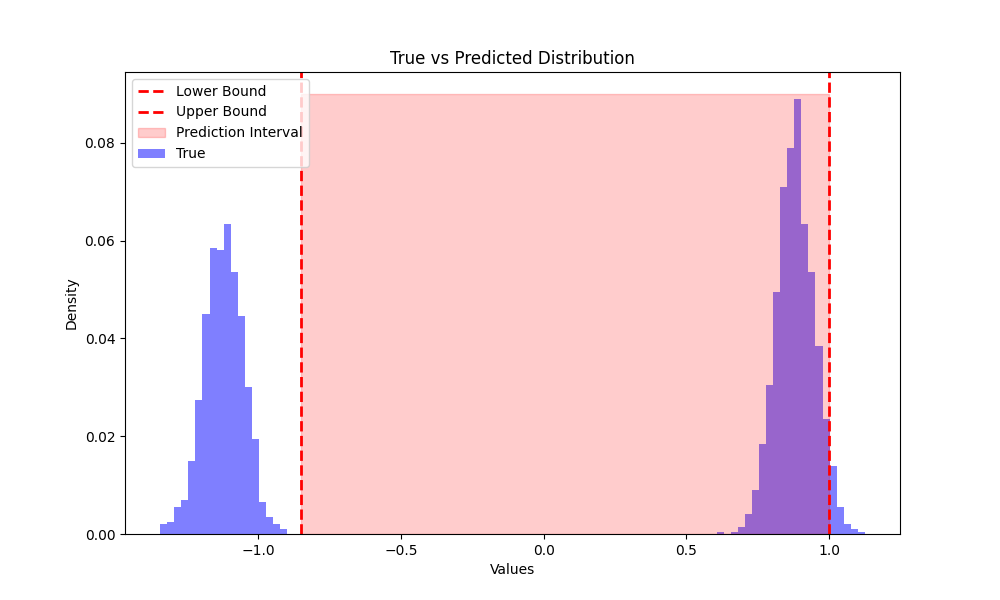 True vs Predicted Distribution
Lower Bound
Upper Bound
Prediction Interval
True
0.08
0.06
0.04
0.02
0.00
Density
−1.0
−0.5
0.0
0.5
1.0
Values